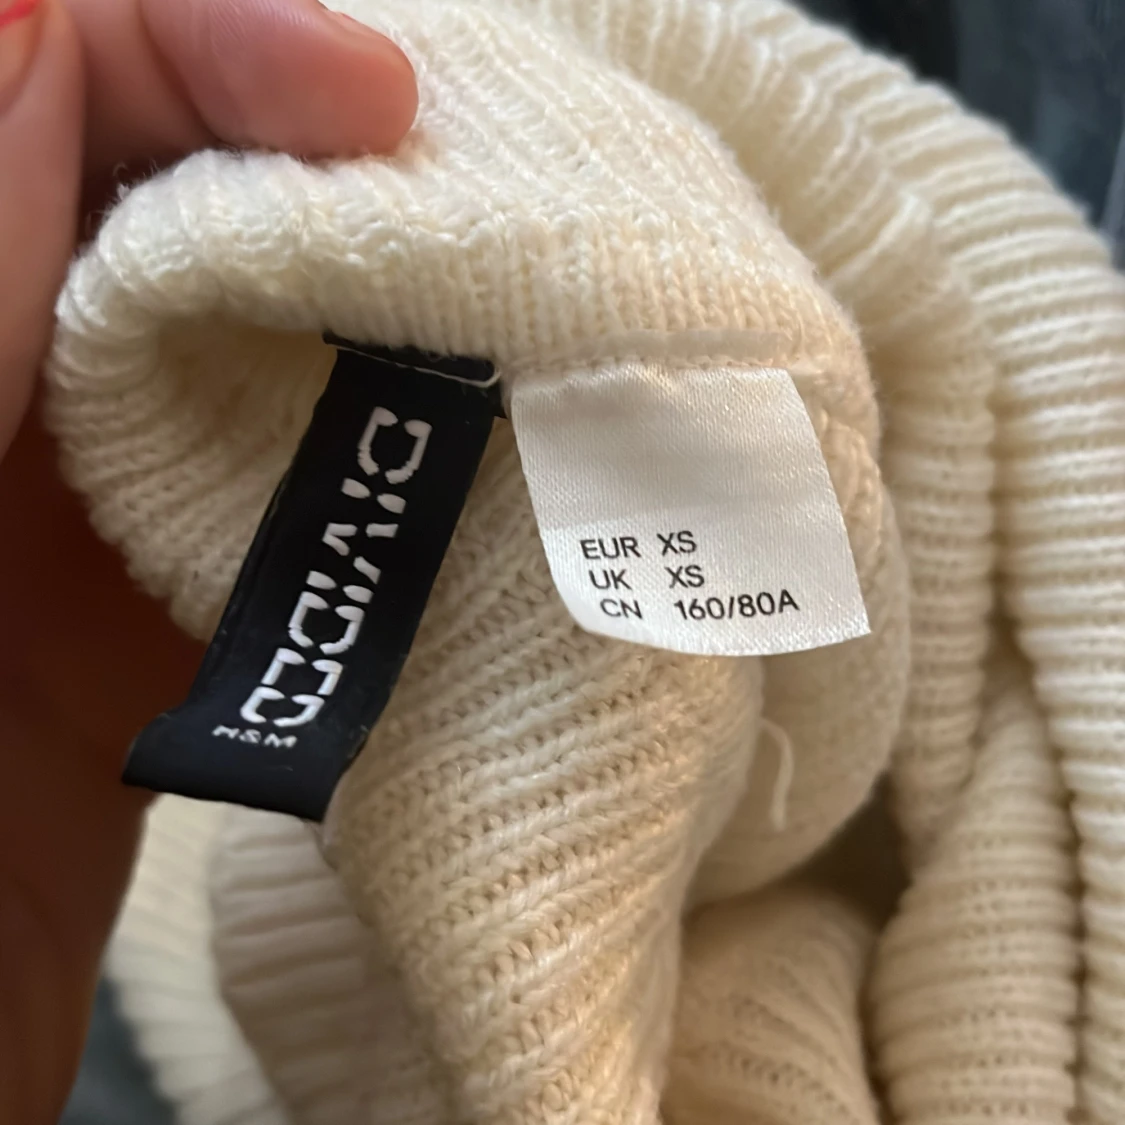 DIVIDED
H&M
EUR XS
UK XS
CN 160/80A